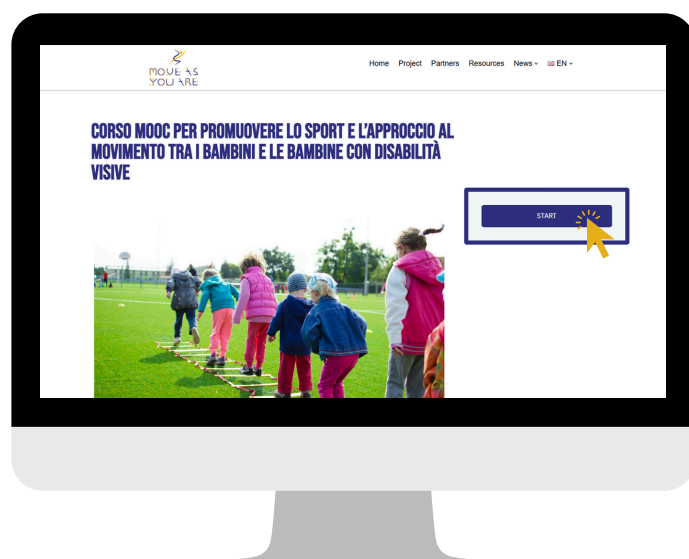 MOVE AS
YOU ARE
Home Project Partners Resources News EN
CORSO MOOC PER PROMUOVERE LO SPORT E L'APPROCCIO AL
MOVIMENTO TRA I BAMBINI E LE BAMBINE CON DISABILITÀ
VISIVE
START